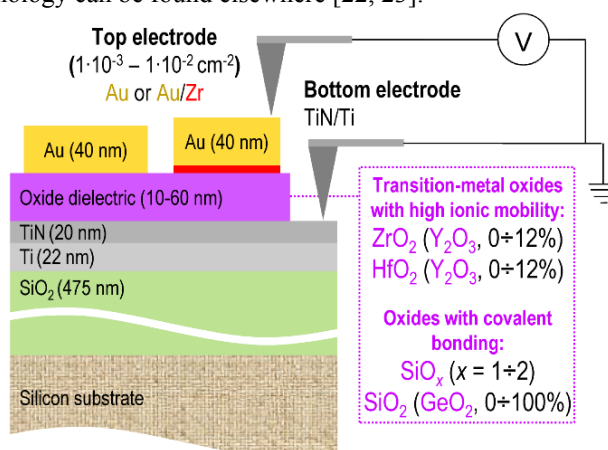 nology can be found elsewhere [22, 23].
Top electrode
(1·10⁻³ – 1·10⁻² cm⁻²)
Au or Au/Zr
V
Bottom electrode
TiN/Ti
Au (40 nm)
Au (40 nm)
Oxide dielectric (10-60 nm)
TiN (20 nm)
Ti (22 nm)
SiO₂ (475 nm)
Silicon substrate
Transition-metal oxides
with high ionic mobility:
ZrO₂ (Y₂O₃, 0÷12%)
HfO₂ (Y₂O₃, 0÷12%)
Oxides with covalent
bonding:
SiOₓ (x = 1÷2)
SiO₂ (GeO₂, 0÷100%)